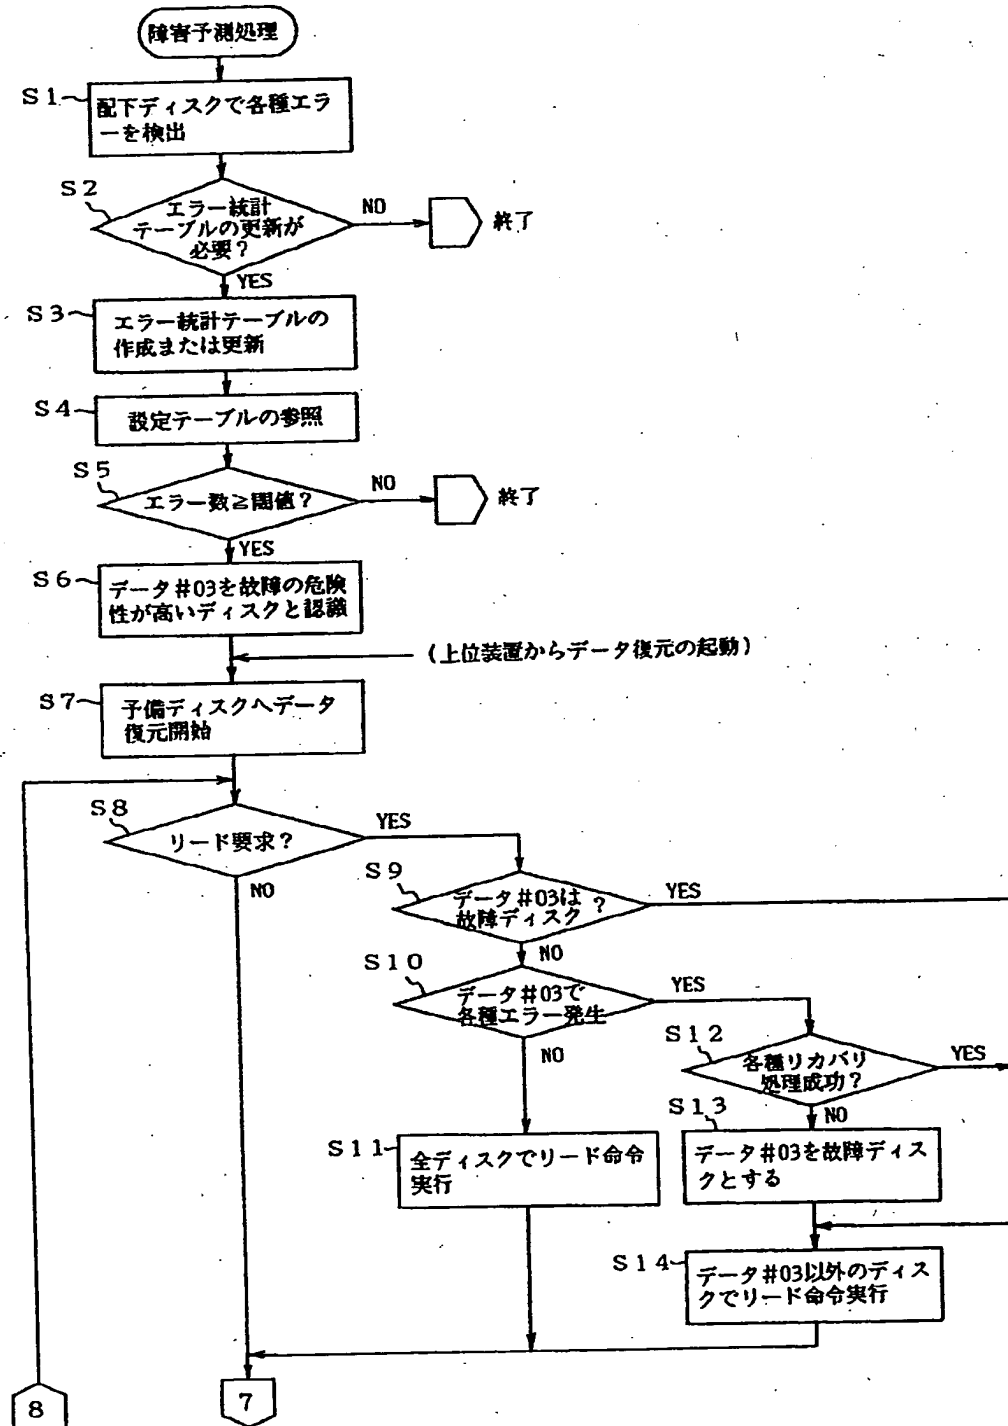 障害予測処理
S1
配下ディスクで各種エラ
ーを検出
S2
エラー統計
テーブルの更新が
必要?
NO
終了
YES
S3
エラー統計テーブルの
作成または更新
S4
設定テーブルの参照
S5
エラー数≧閾値?
NO
終了
YES
S6
データ#03を故障の危険
性が高いディスクと認識
(上位装置からデータ復元の起動)
S7
予備ディスクへデータ
復元開始
S8
リード要求?
YES
NO
S9
データ#03は
故障ディスク?
YES
NO
S10
データ#03で
各種エラー発生
YES
NO
S12
各種リカバリ
処理成功?
YES
NO
S11
全ディスクでリード命令
実行
S13
データ#03を故障ディス
クとする
S14
データ#03以外のディス
クでリード命令実行
8
7